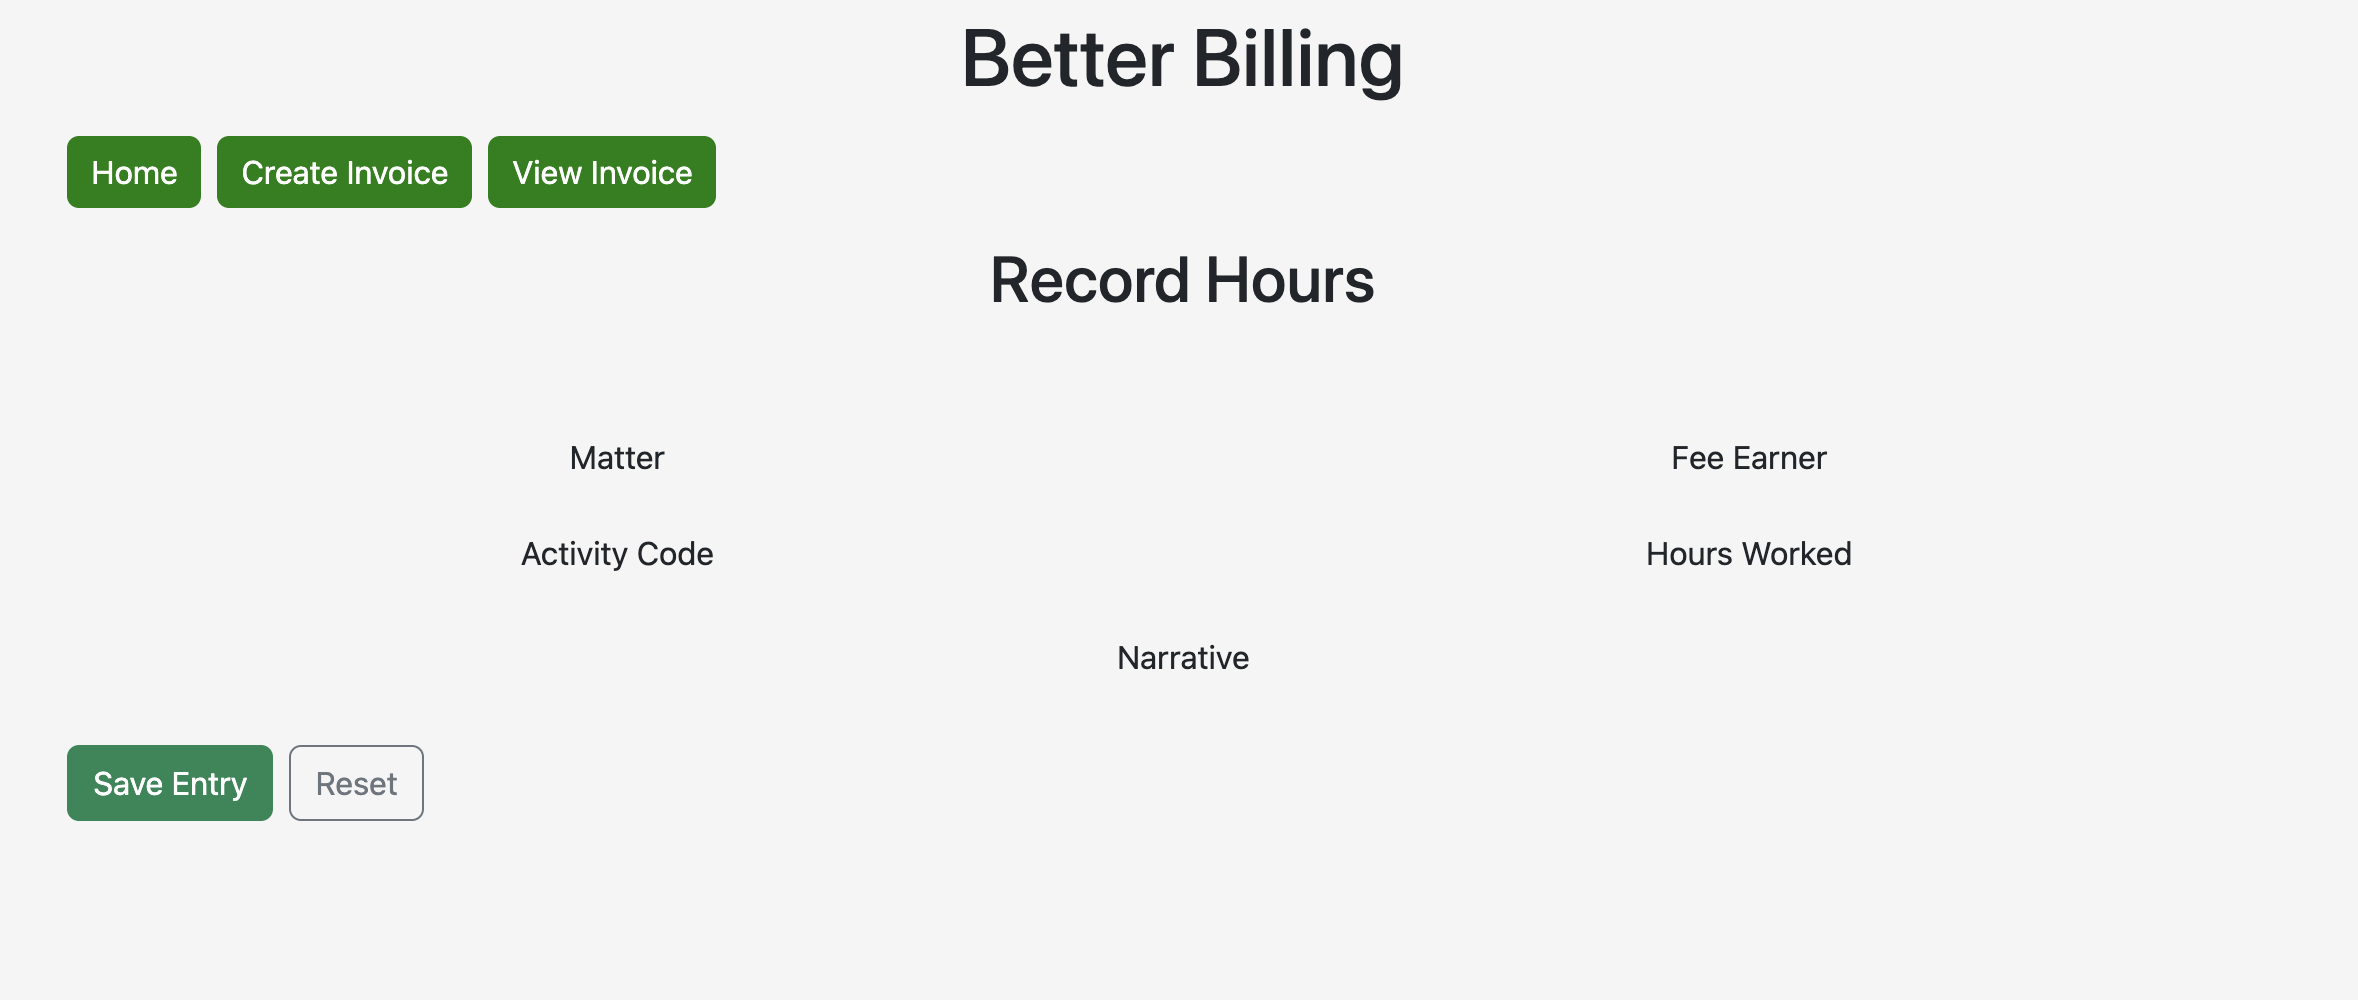 Better Billing
Home Create Invoice View Invoice
Record Hours
Matter Fee Earner
Activity Code Hours Worked
Narrative
Save Entry Reset